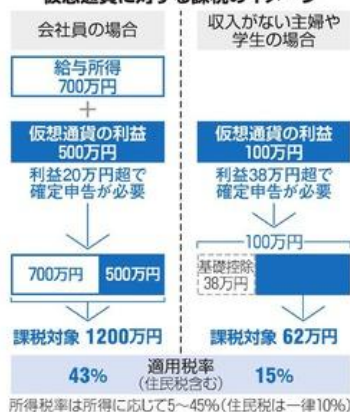 仮想通貨に対する課税のイメージ
会社員の場合
給与所得
700万円
+
仮想通貨の利益
500万円
利益20万円超で
確定申告が必要
700万円
500万円
課税対象 1200万円
収入がない主婦や
学生の場合
仮想通貨の利益
100万円
利益38万円超で
確定申告が必要
100万円
基礎控除
38万円
課税対象 62万円
43%
適用税率
(住民税含む)
15%
所得税率は所得に応じて5~45%(住民税は一律10%)